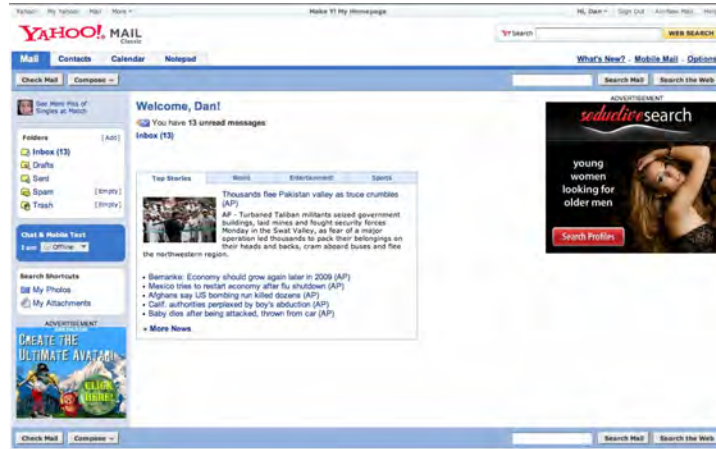 Yahoo! My Yahoo! Mail More
Make Y! My Homepage
Hi, Dan Sign Out All-New Mail Help
YAHOO! MAIL
Classic
Y! Search
WEB SEARCH
Mail Contacts Calendar Notepad
What's New? - Mobile Mail - Options
Check Mail Compose
Search Mail Search the Web
See More Pics of
Singles at Match
Folders [Add]
Inbox (13)
Drafts
Sent
Spam [Empty]
Trash [Empty]
Chat & Mobile Text
I am Offline
Search Shortcuts
My Photos
My Attachments
ADVERTISEMENT
CREATE THE
ULTIMATE AVATAR
CLICK
HERE!
Welcome, Dan!
You have 13 unread messages:
Inbox (13)
Top Stories World Entertainment Sports
Thousands flee Pakistan valley as truce crumbles
(AP)
AP - Turbaned Taliban militants seized government
buildings, laid mines and fought security forces
Monday in the Swat Valley, as fear of a major
operation led thousands to pack their belongings on
their heads and backs, cram aboard buses and flee
the northwestern region.
• Bernanke: Economy should grow again later in 2009 (AP)
• Mexico tries to restart economy after flu shutdown (AP)
• Afghans say US bombing run killed dozens (AP)
• Calif. authorities perplexed by boy's abduction (AP)
• Baby dies after being attacked, thrown from car (AP)
+ More News
ADVERTISEMENT
seductivesearch
young
women
looking for
older men
Search Profiles
Check Mail Compose
Search Mail Search the Web